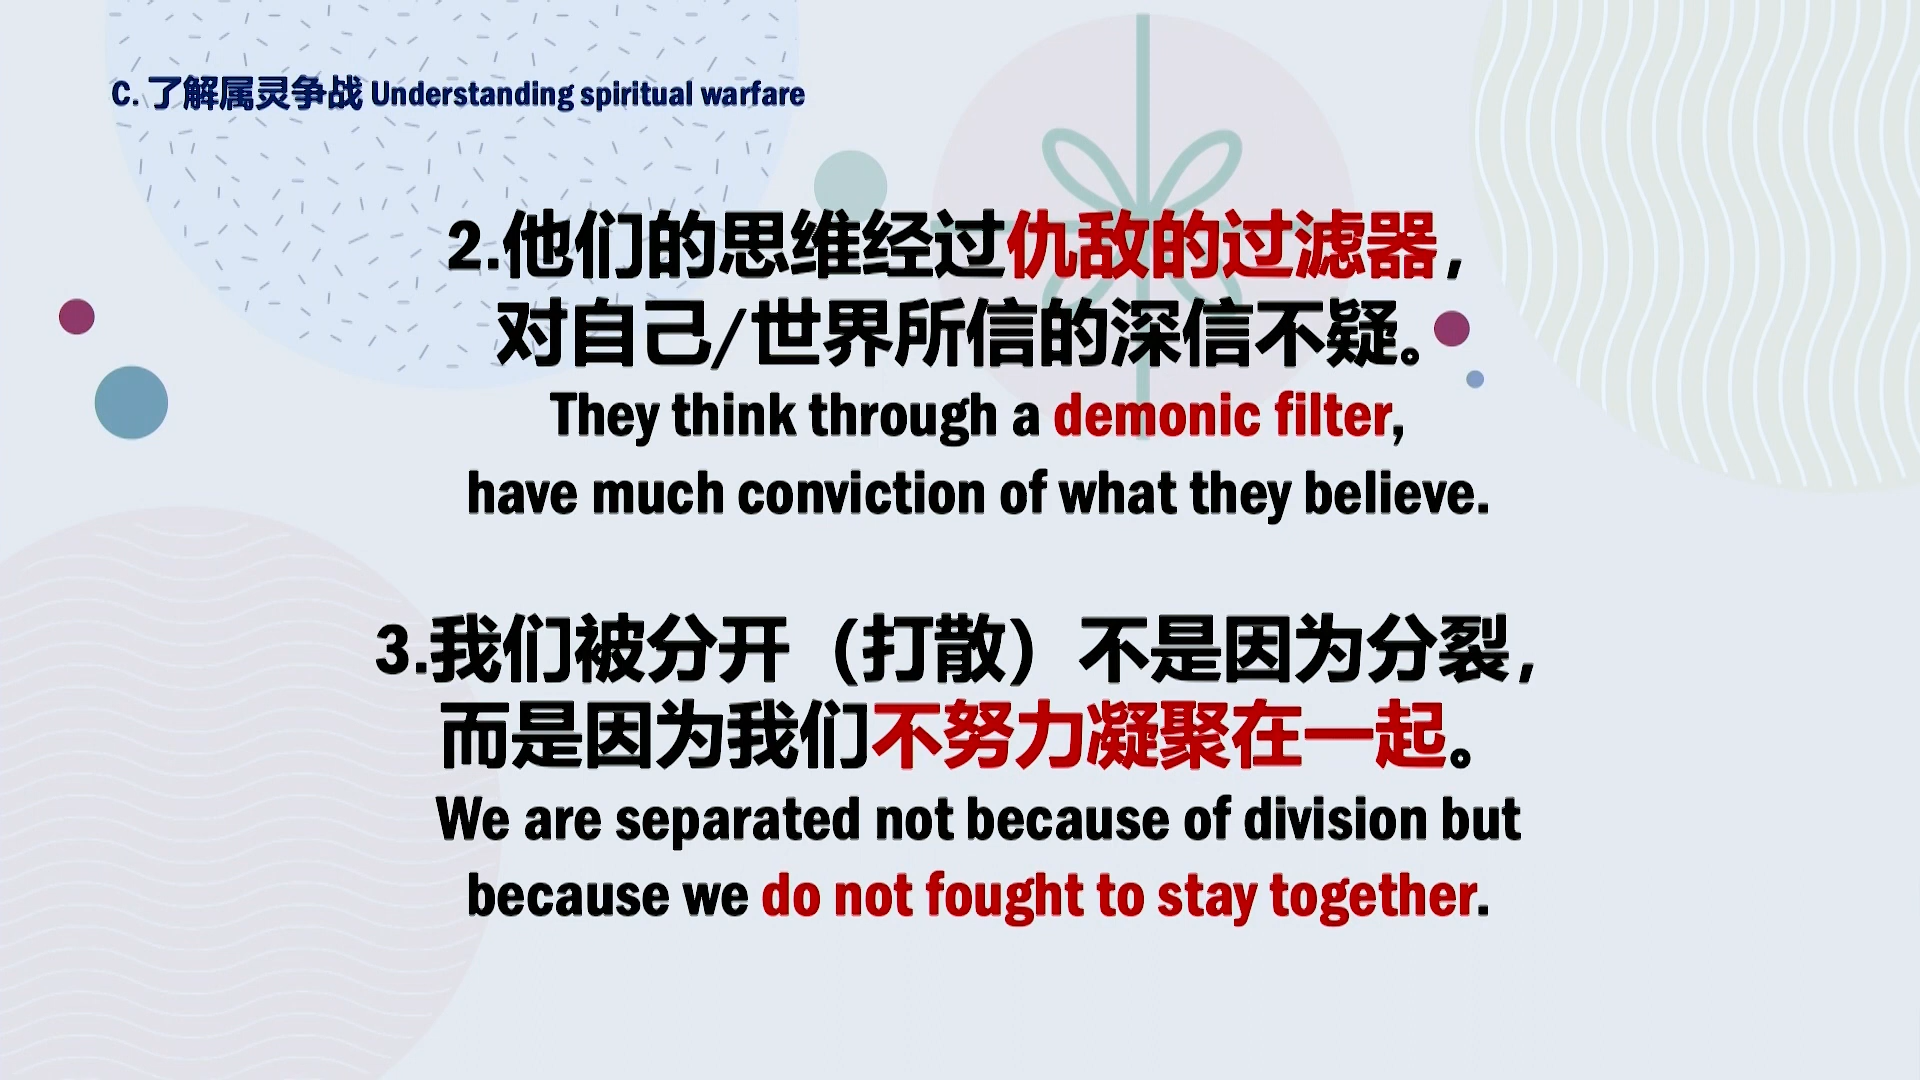 C. 了解属灵争战 Understanding spiritual warfare
2.他们的思维经过仇敌的过滤器，
对自己/世界所信的深信不疑。
They think through a demonic filter,
have much conviction of what they believe.
3.我们被分开（打散）不是因为分裂，
而是因为我们不努力凝聚在一起。
We are separated not because of division but
because we do not fought to stay together.